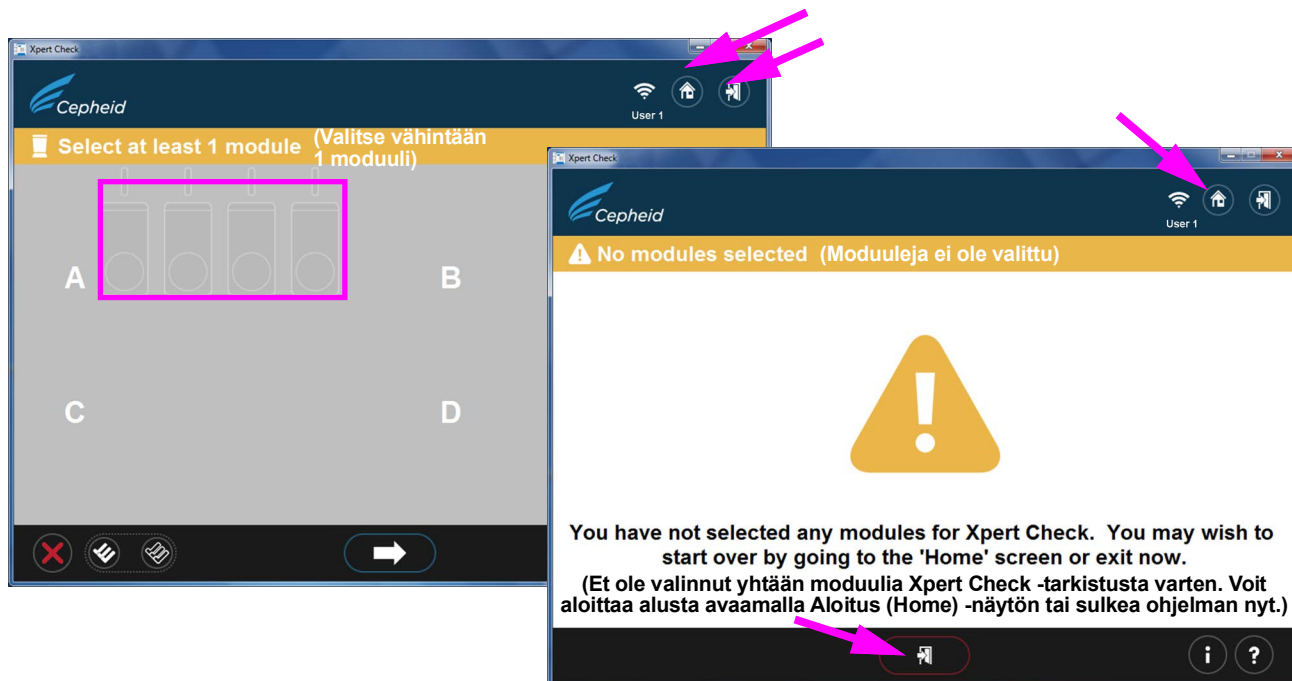 Xpert Check
Cepheid
User 1
Select at least 1 module (Valitse vähintään
1 moduuli)
A
B
C
D
Xpert Check
Cepheid
User 1
No modules selected (Moduuleja ei ole valittu)
You have not selected any modules for Xpert Check. You may wish to
start over by going to the 'Home' screen or exit now.
(Et ole valinnut yhtään moduulia Xpert Check -tarkistusta varten. Voit
aloittaa alusta avaamalla Aloitus (Home) -näytön tai sulkea ohjelman nyt.)
i ?